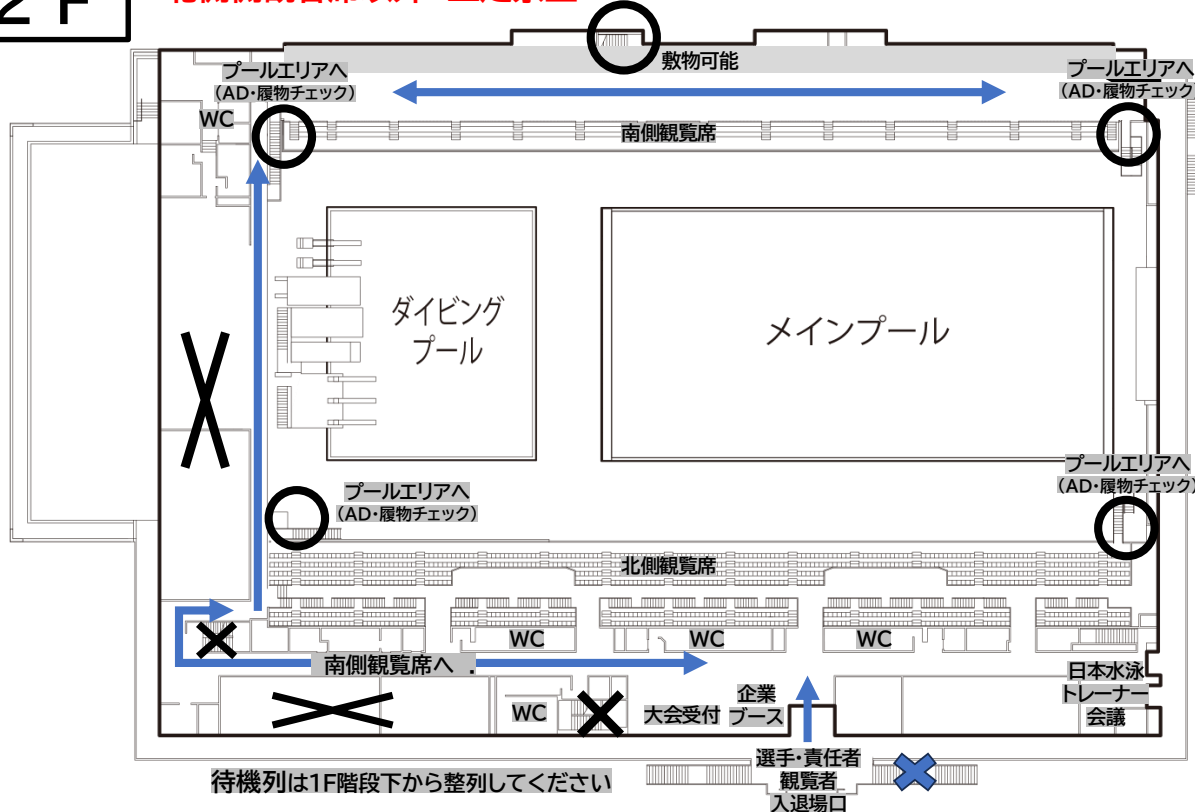 2F
敷物可能
プールエリアへ
(AD・履物チェック)
プールエリアへ
(AD・履物チェック)
WC
南側観覧席
ダイビング
プール
メインプール
プールエリアへ
(AD・履物チェック)
プールエリアへ
(AD・履物チェック)
北側観覧席
WC
WC
WC
南側観覧席へ
日本水泳
トレーナー
会議
WC
大会受付
企業
ブース
選手・責任者
観覧者
入退場口
待機列は1F階段下から整列してください